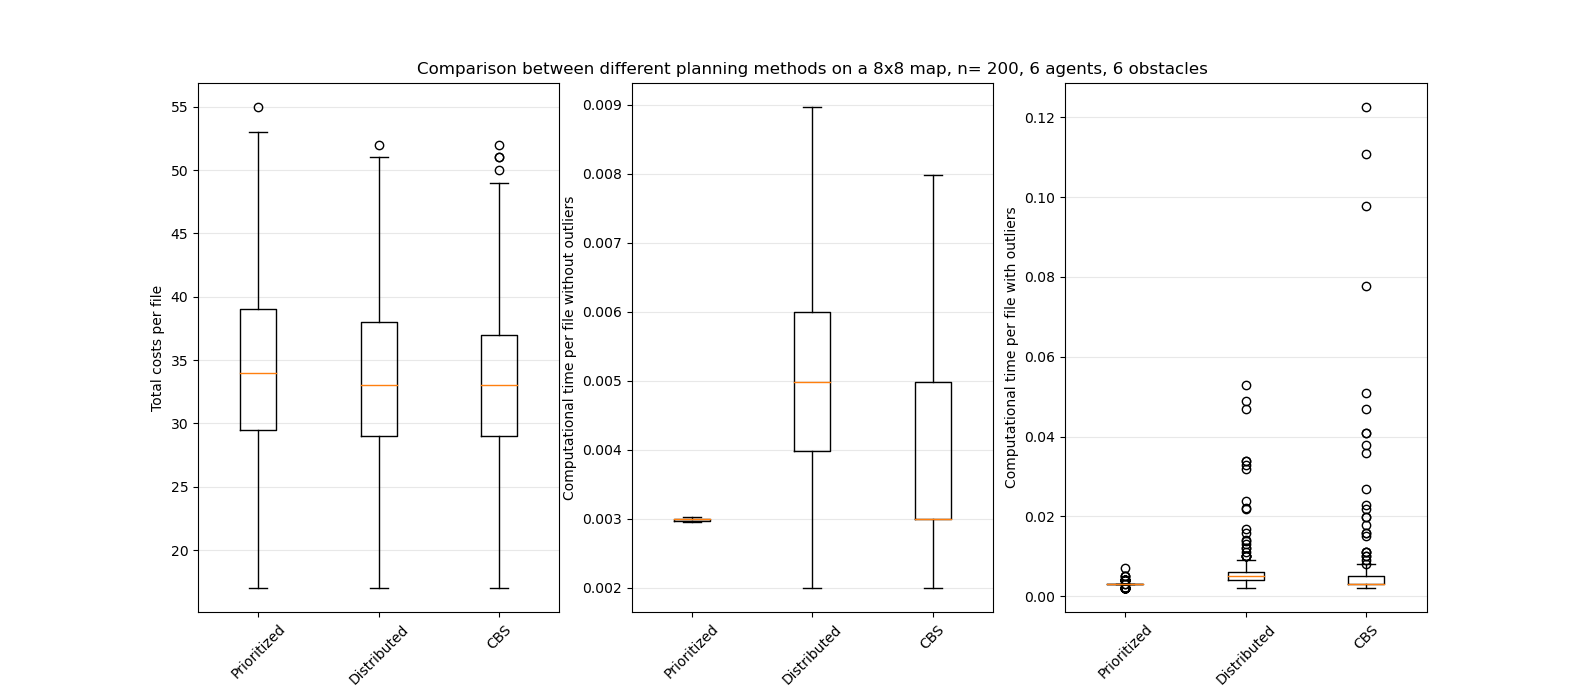 Comparison between different planning methods on a 8x8 map, n= 200, 6 agents, 6 obstacles
Total costs per file
55
50
45
40
35
30
25
20
Prioritized
Distributed
CBS
Computational time per file without outliers
0.009
0.008
0.007
0.006
0.005
0.004
0.003
0.002
Prioritized
Distributed
CBS
Computational time per file with outliers
0.12
0.10
0.08
0.06
0.04
0.02
0.00
Prioritized
Distributed
CBS